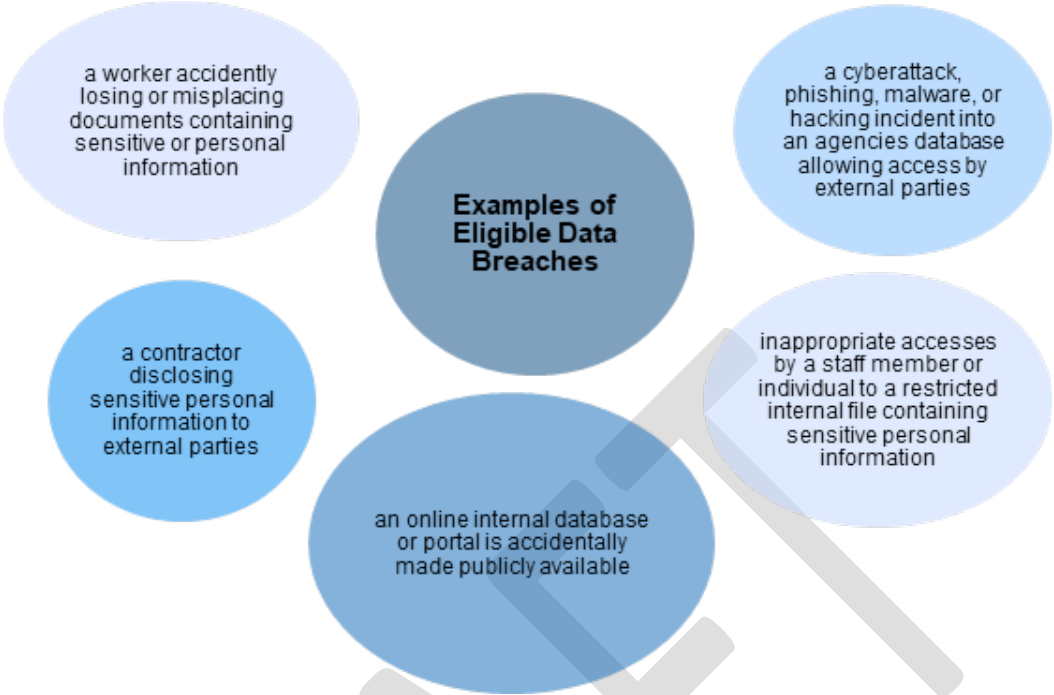 a worker accidently
losing or misplacing
documents containing
sensitive or personal
information
a cyberattack,
phishing, malware, or
hacking incident into
an agencies database
allowing access by
external parties
Examples of
Eligible Data
Breaches
a contractor
disclosing
sensitive personal
information to
external parties
inappropriate accesses
by a staff member or
individual to a restricted
internal file containing
sensitive personal
information
an online internal database
or portal is accidentally
made publicly available